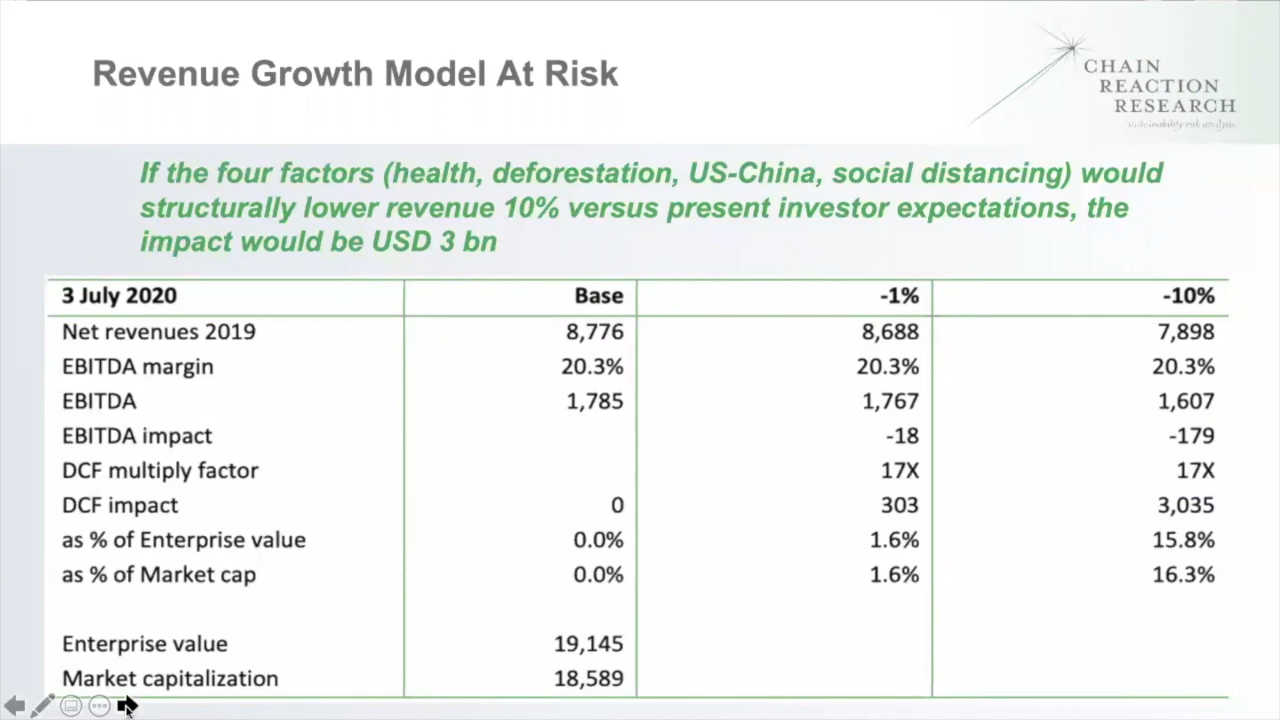 Revenue Growth Model At Risk
CHAIN
REACTION
RESEARCH
sustainability risk analysis
If the four factors (health, deforestation, US-China, social distancing) would
structurally lower revenue 10% versus present investor expectations, the
impact would be USD 3 bn
3 July 2020 Base -1% -10%
Net revenues 2019 8,776 8,688 7,898
EBITDA margin 20.3% 20.3% 20.3%
EBITDA 1,785 1,767 1,607
EBITDA impact -18 -179
DCF multiply factor 17X 17X
DCF impact 0 303 3,035
as % of Enterprise value 0.0% 1.6% 15.8%
as % of Market cap 0.0% 1.6% 16.3%
Enterprise value 19,145
Market capitalization 18,589